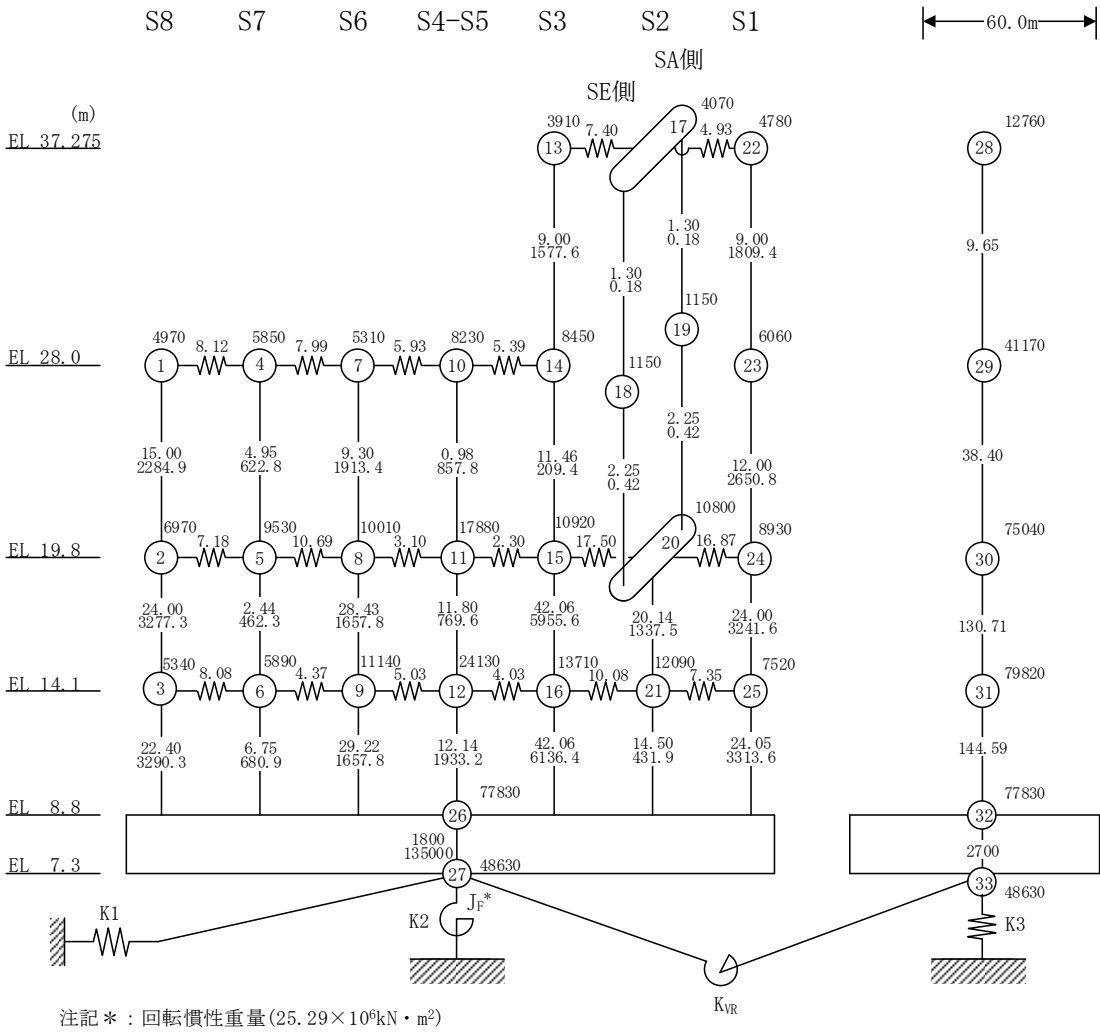 S8 S7 S6 S4-S5 S3 S2 S1 60.0m
SA側
SE側
(m) 3910 7.40 17 4070 4.93 4780 12760
EL 37.275 13 22 28
1.30
0.18
9.00 9.00 9.65
1577.6 1809.4
1.30
0.18
1150
19
4970 8.12 5850 7.99 5310 5.93 8230 5.39 8450 6060 41170
EL 28.0 1 4 7 10 14 23 29
1150
18
2.25
0.42
15.00 4.95 9.30 0.98 11.46 12.00 38.40
2284.9 622.8 1913.4 857.8 209.4 2650.8
2.25
0.42
10800
6970 7.18 9530 10.69 10010 3.10 17880 2.30 10920 17.50 20 16.87 8930 75040
EL 19.8 2 5 8 11 15 24 30
24.00 2.44 28.43 11.80 42.06 20.14 24.00 130.71
3277.3 462.3 1657.8 769.6 5955.6 1337.5 3241.6
5340 8.08 5890 4.37 11140 5.03 24130 4.03 13710 10.08 12090 7.35 7520 79820
EL 14.1 3 6 9 12 16 21 25 31
22.40 6.75 29.22 12.14 42.06 14.50 24.05 144.59
3290.3 680.9 1657.8 1933.2 6136.4 431.9 3313.6
77830 77830
EL 8.8 26 32
1800 2700
135000
EL 7.3 27 48630 33 48630
K1 K2 JF* K3
KVR
注記*：回転慣性重量(25.29×10⁶kN・m²)